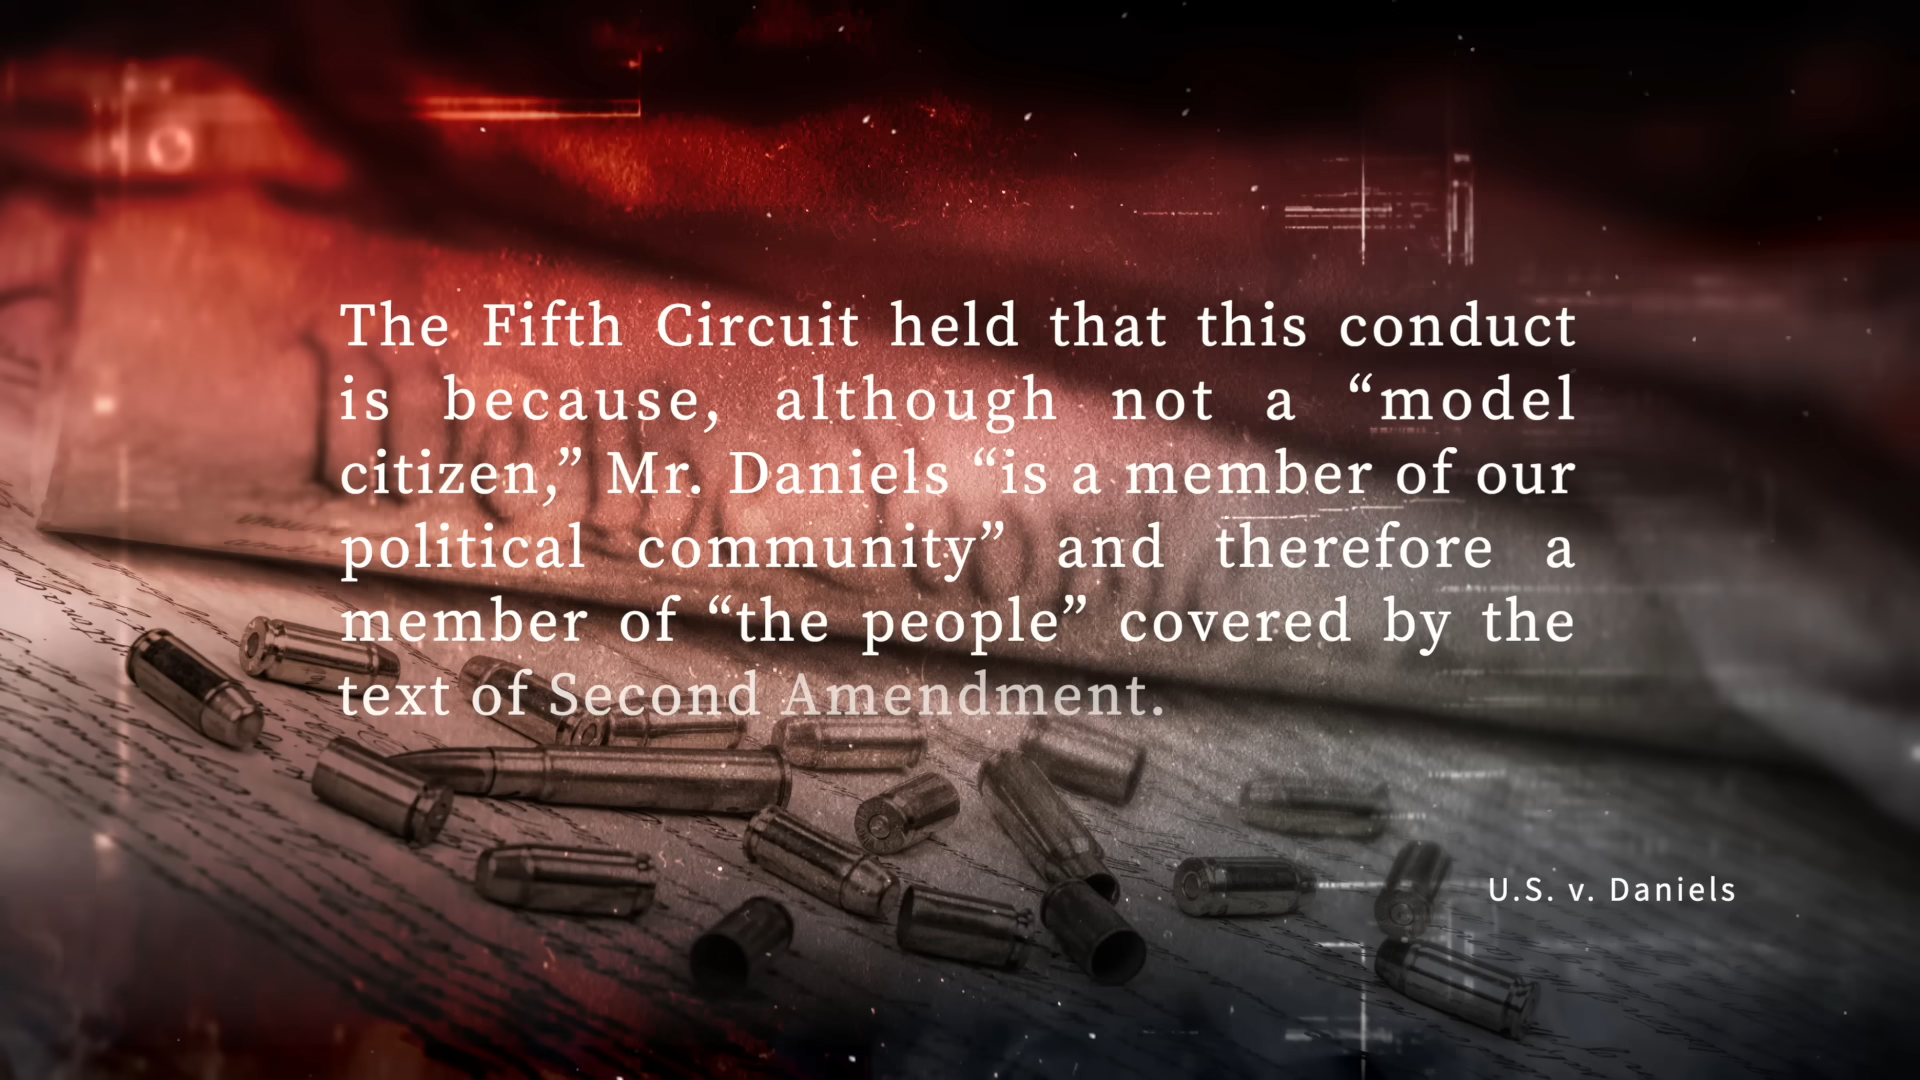 The Fifth Circuit held that this conduct
is because, although not a “model
citizen,” Mr. Daniels “is a member of our
political community” and therefore a
member of “the people” covered by the
text of Second Amendment.
U.S. v. Daniels